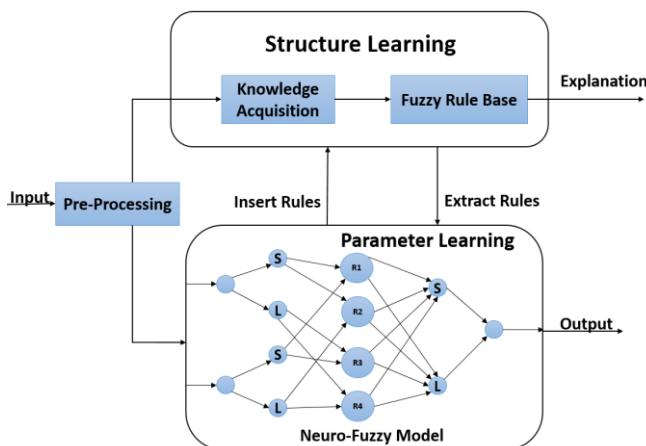 Structure Learning
Explanation
Knowledge
Acquisition
Fuzzy Rule Base
Input
Pre-Processing
Insert Rules
Extract Rules
Parameter Learning
S
R1
S
L
R2
Output
S
R3
L
L
R4
Neuro-Fuzzy Model